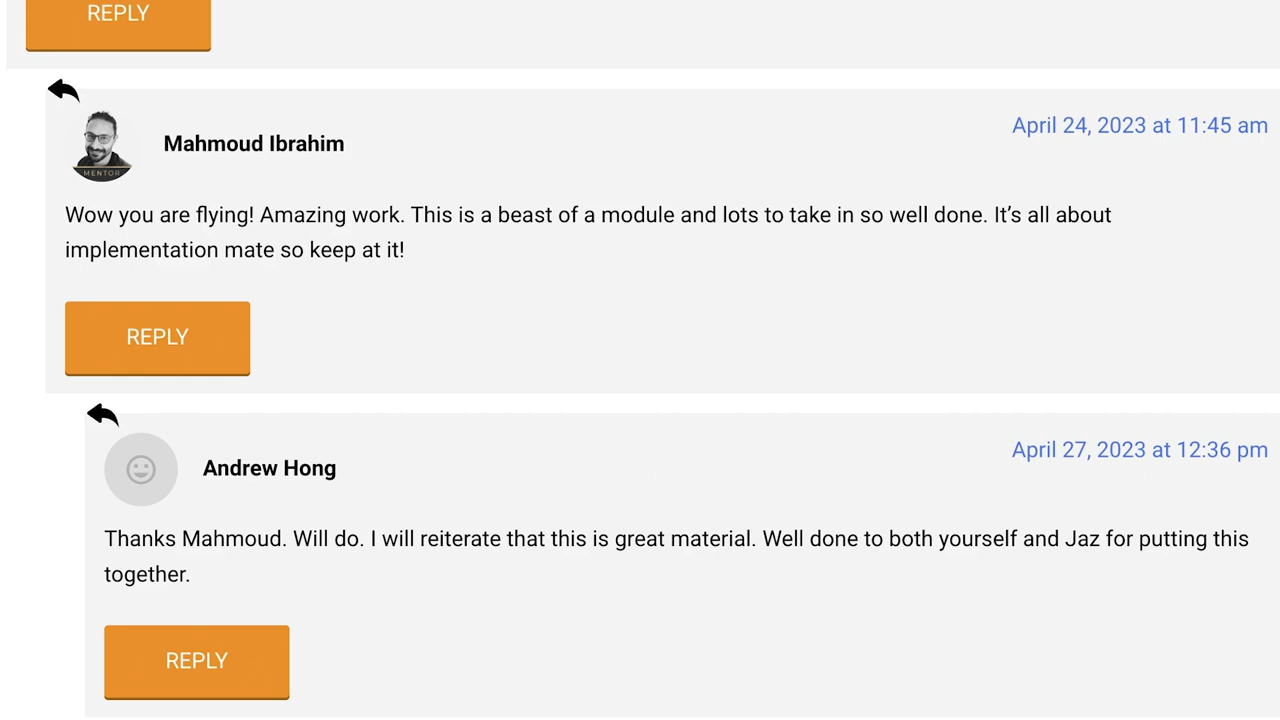 REPLY
Mahmoud Ibrahim
April 24, 2023 at 11:45 am
MENTOR
Wow you are flying! Amazing work. This is a beast of a module and lots to take in so well done. It’s all about
implementation mate so keep at it!
REPLY
Andrew Hong
April 27, 2023 at 12:36 pm
Thanks Mahmoud. Will do. I will reiterate that this is great material. Well done to both yourself and Jaz for putting this
together.
REPLY